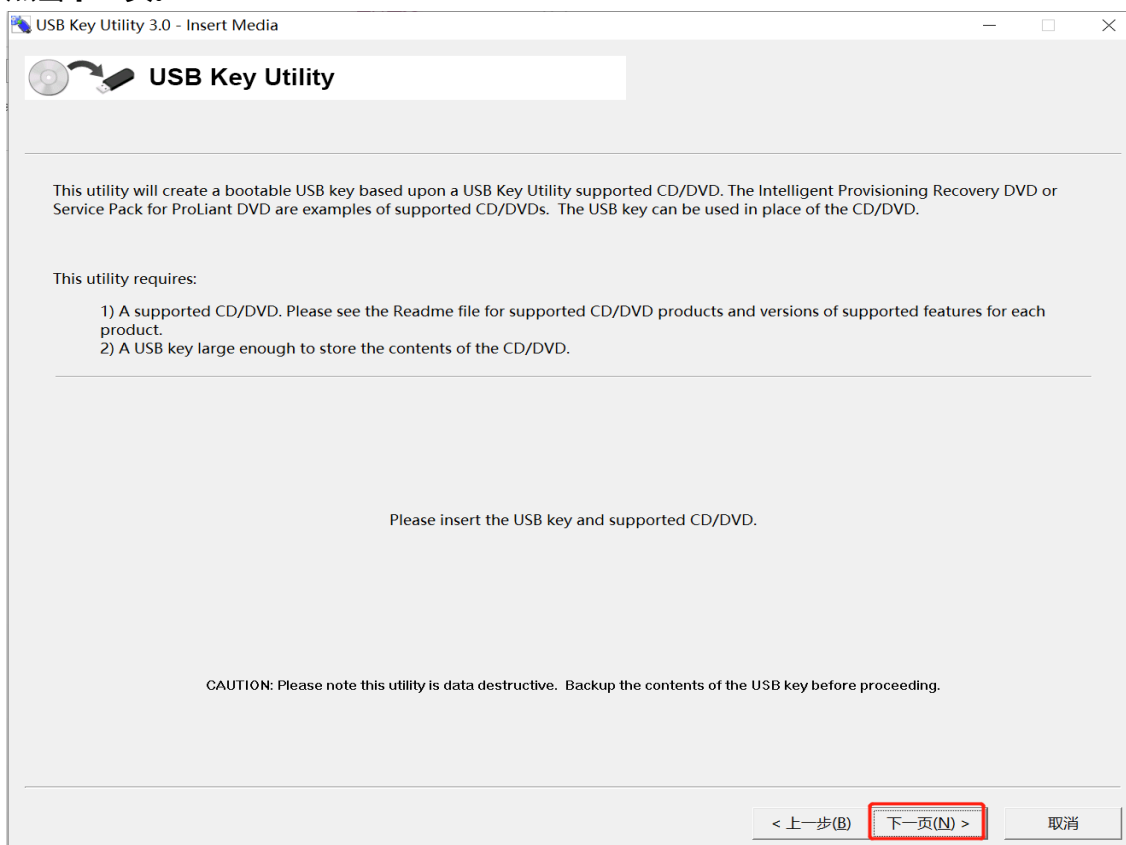 USB Key Utility 3.0 - Insert Media
USB Key Utility
This utility will create a bootable USB key based upon a USB Key Utility supported CD/DVD. The Intelligent Provisioning Recovery DVD or
Service Pack for ProLiant DVD are examples of supported CD/DVDs. The USB key can be used in place of the CD/DVD.
This utility requires:
1) A supported CD/DVD. Please see the Readme file for supported CD/DVD products and versions of supported features for each
product.
2) A USB key large enough to store the contents of the CD/DVD.
Please insert the USB key and supported CD/DVD.
CAUTION: Please note this utility is data destructive. Backup the contents of the USB key before proceeding.
< 上一步(B) 下一页(N) > 取消